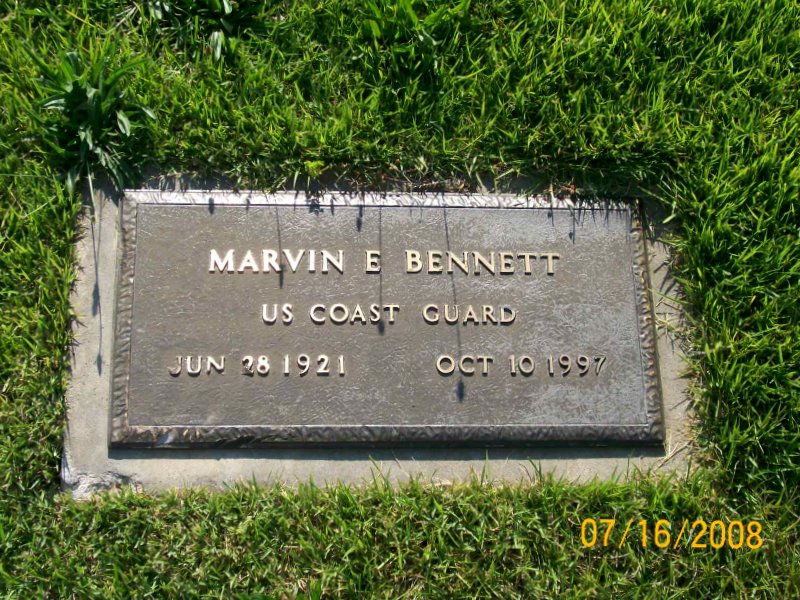 MARVIN E BENNETT
US COAST GUARD
JUN 28 1921 OCT 10 1997
07/16/2008